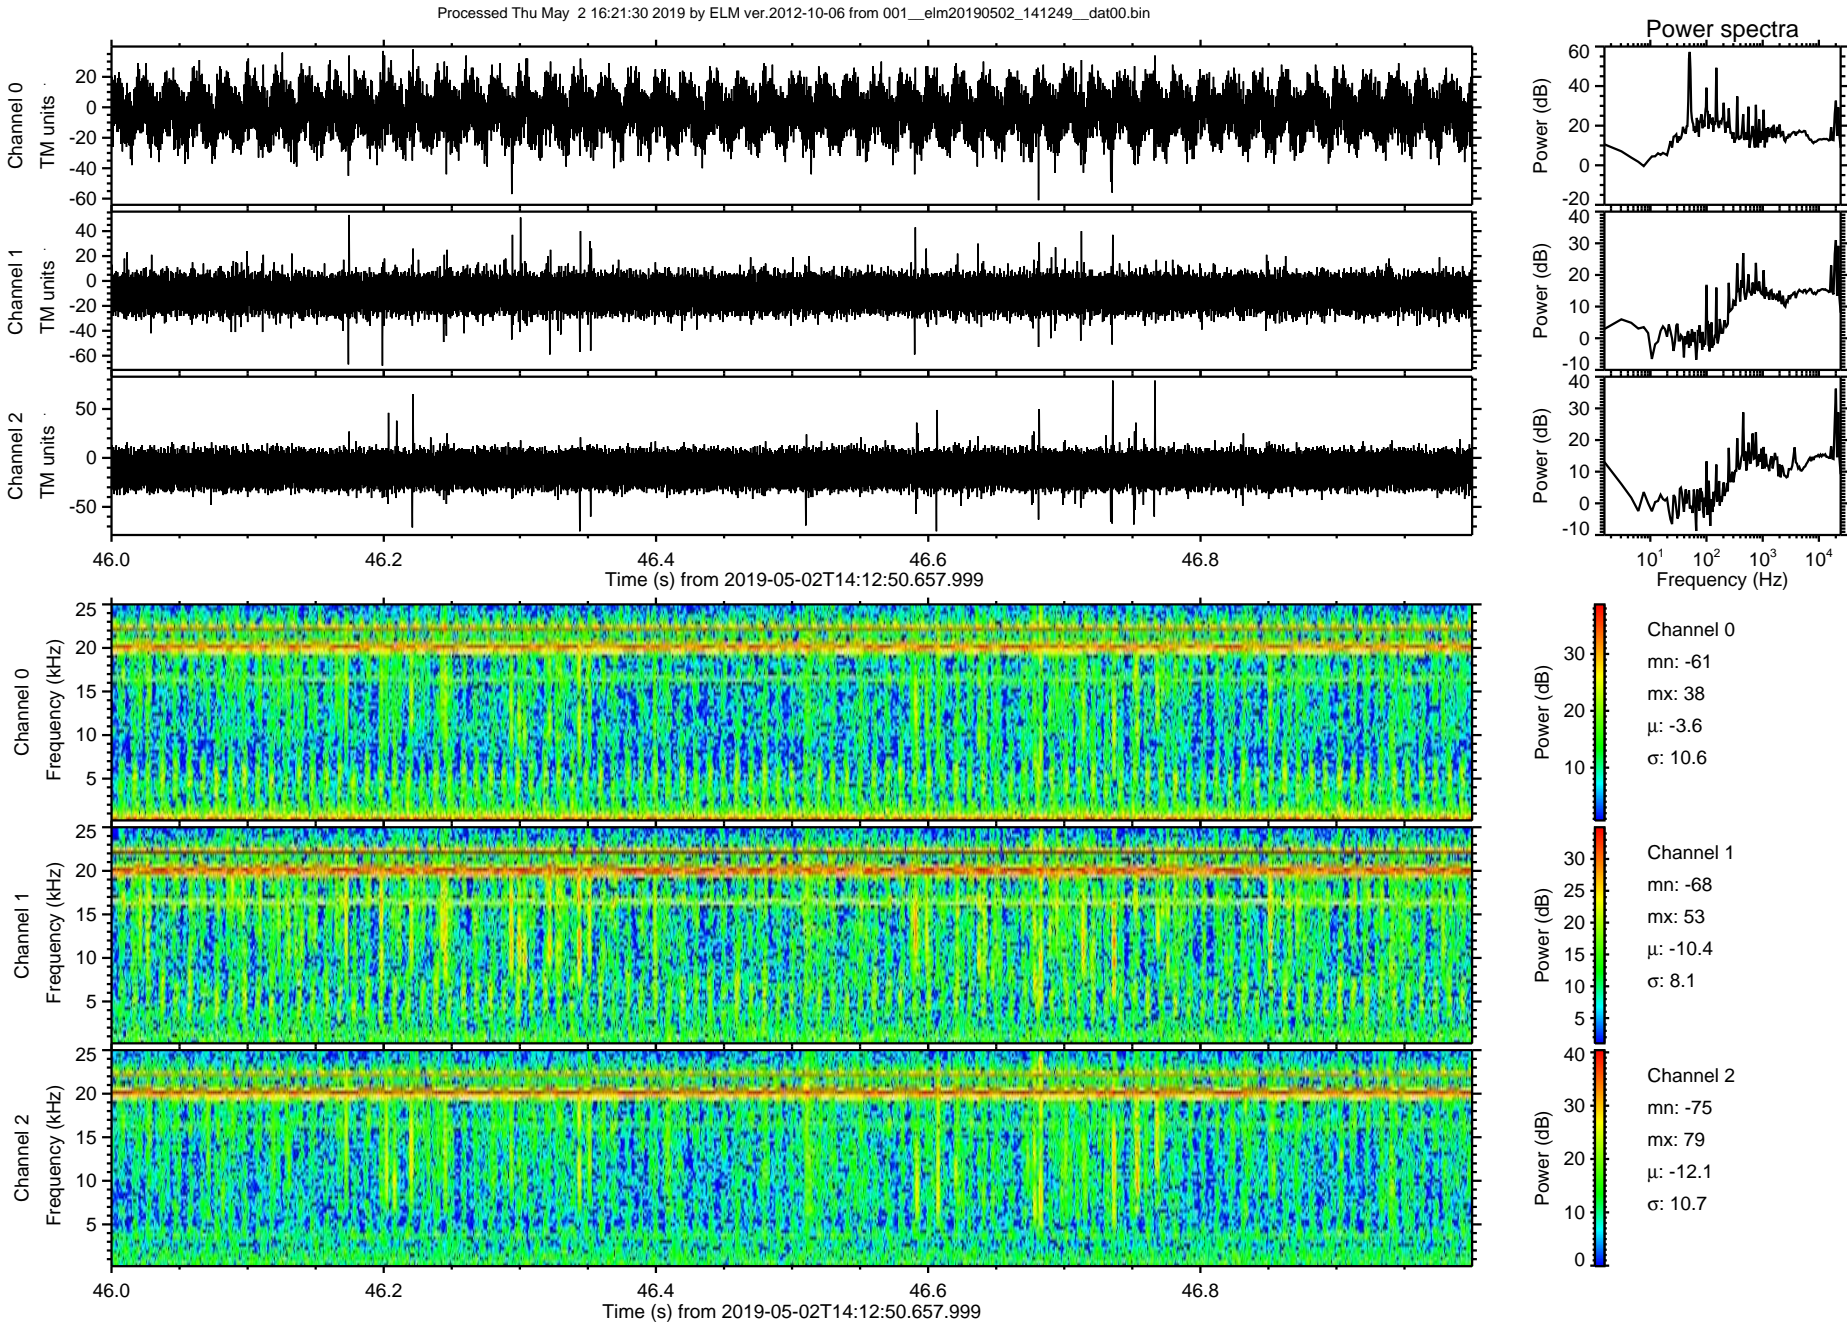 Processed Thu May  2 16:21:30 2019 by ELM ver.2012-10-06 from 001__elm20190502_141249__dat00.bin
Power spectra
Channel 0
TM units
20
0
-20
-40
-60
Power (dB)
60
40
20
0
-20
Channel 1
TM units
40
20
0
-20
-40
-60
Power (dB)
40
30
20
10
0
-10
Channel 2
TM units
50
0
-50
Power (dB)
40
30
20
10
0
-10
46.0 46.2 46.4 46.6 46.8
Time (s) from 2019-05-02T14:12:50.657.999
10¹ 10² 10³ 10⁴
Frequency (Hz)
Channel 0
Frequency (kHz)
25
20
15
10
5
Power (dB)
30
20
10
Channel 0
mn: -61
mx: 38
μ: -3.6
σ: 10.6
Channel 1
Frequency (kHz)
25
20
15
10
5
Power (dB)
30
25
20
15
10
5
Channel 1
mn: -68
mx: 53
μ: -10.4
σ: 8.1
Channel 2
Frequency (kHz)
25
20
15
10
5
Power (dB)
40
30
20
10
0
Channel 2
mn: -75
mx: 79
μ: -12.1
σ: 10.7
46.0 46.2 46.4 46.6 46.8
Time (s) from 2019-05-02T14:12:50.657.999